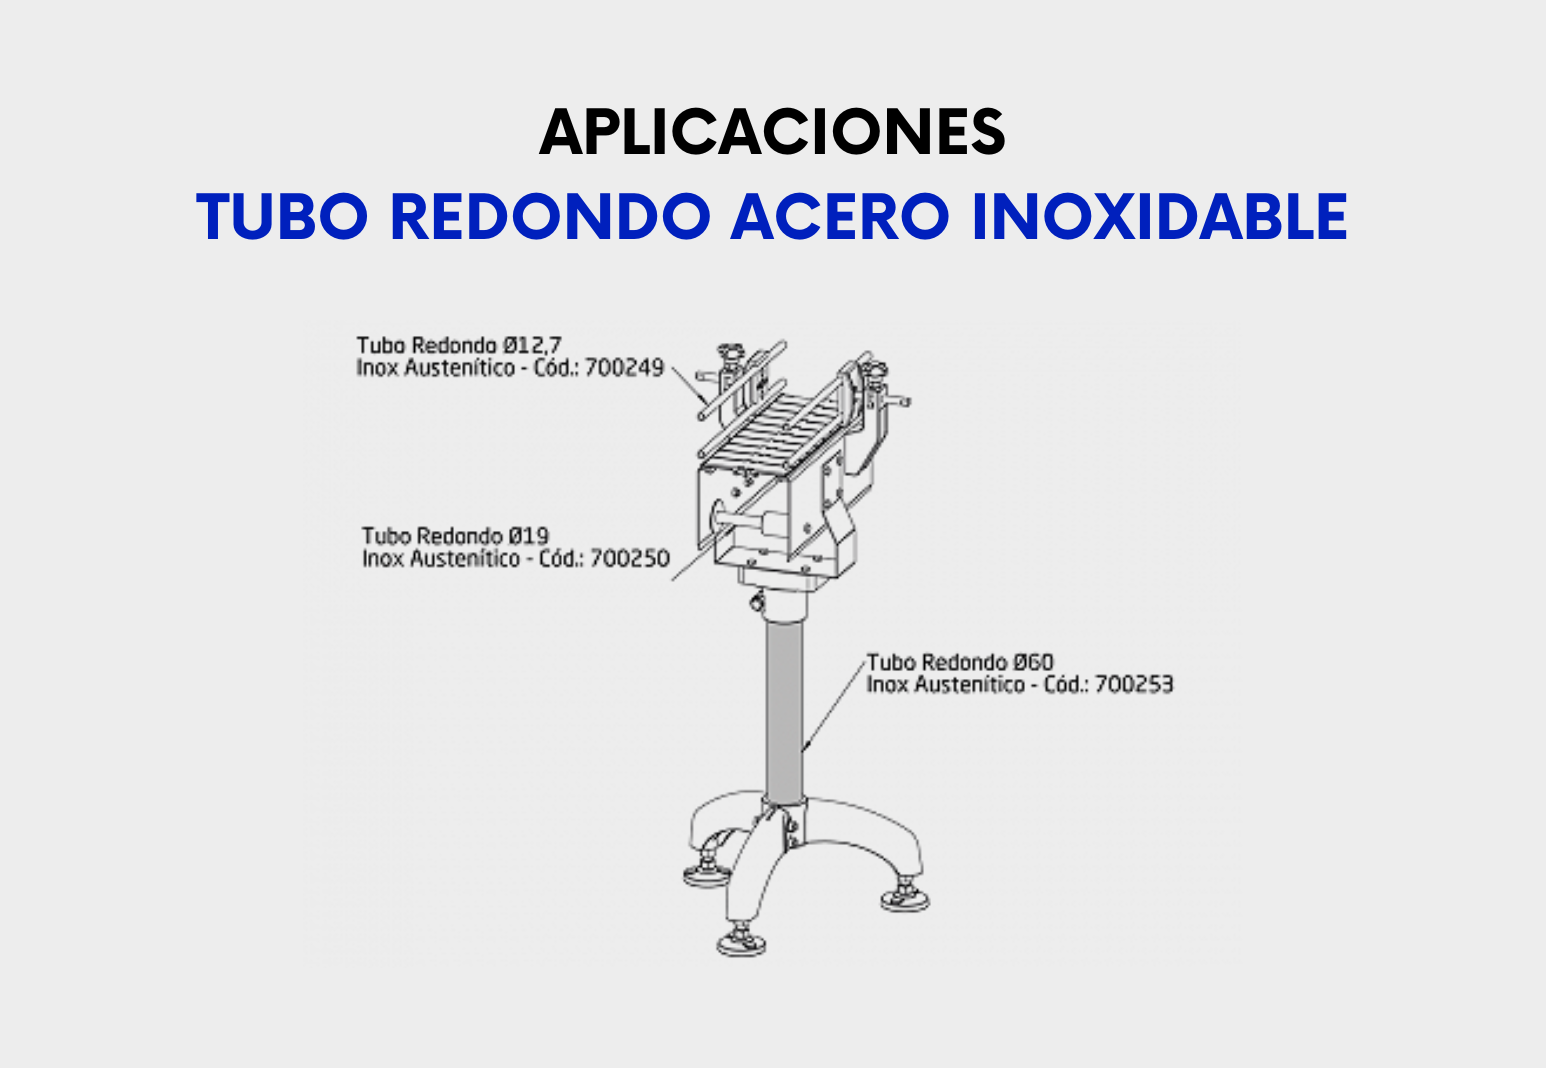 APLICACIONES
TUBO REDONDO ACERO INOXIDABLE
Tubo Redondo Ø12,7
Inox Austenítico - Cód.: 700249
Tubo Redondo Ø19
Inox Austenítico - Cód.: 700250
Tubo Redondo Ø60
Inox Austenítico - Cód.: 700253